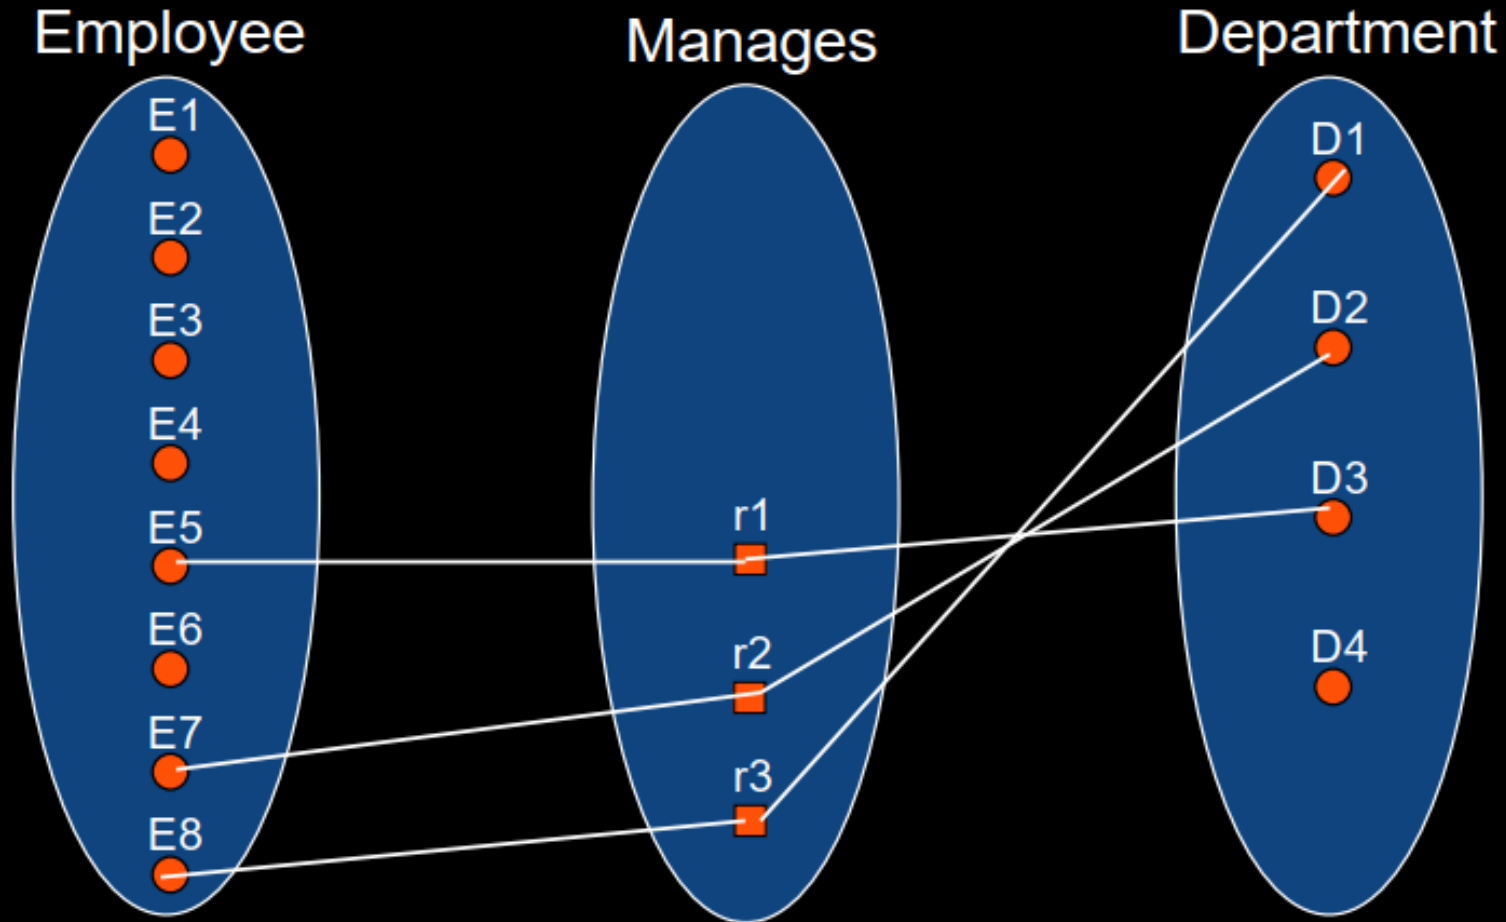 Employee
Manages
Department
E1
E2
E3
E4
E5
E6
E7
E8
r1
r2
r3
D1
D2
D3
D4